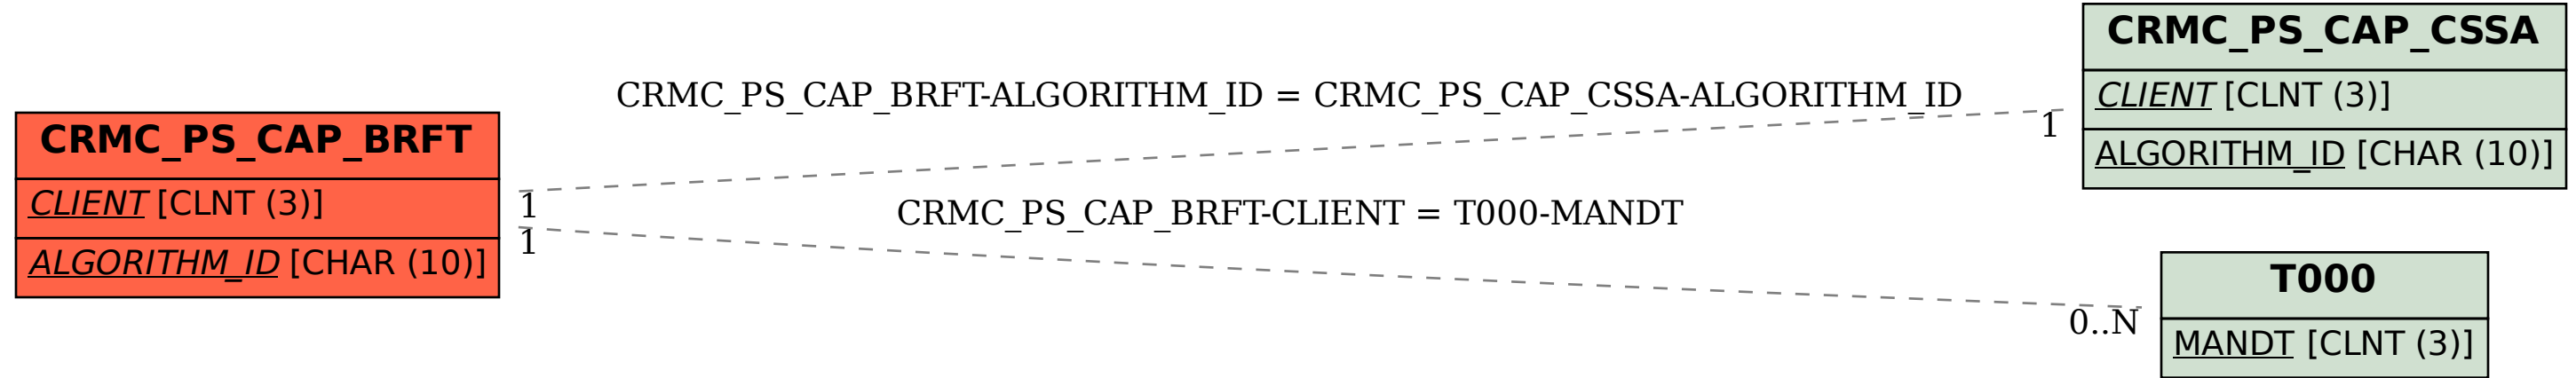 CRMC_PS_CAP_BRFT
CLIENT [CLNT (3)]
ALGORITHM_ID [CHAR (10)]
CRMC_PS_CAP_BRFT-ALGORITHM_ID = CRMC_PS_CAP_CSSA-ALGORITHM_ID
1
1
CRMC_PS_CAP_BRFT-CLIENT = T000-MANDT
1
0..N
CRMC_PS_CAP_CSSA
CLIENT [CLNT (3)]
ALGORITHM_ID [CHAR (10)]
T000
MANDT [CLNT (3)]